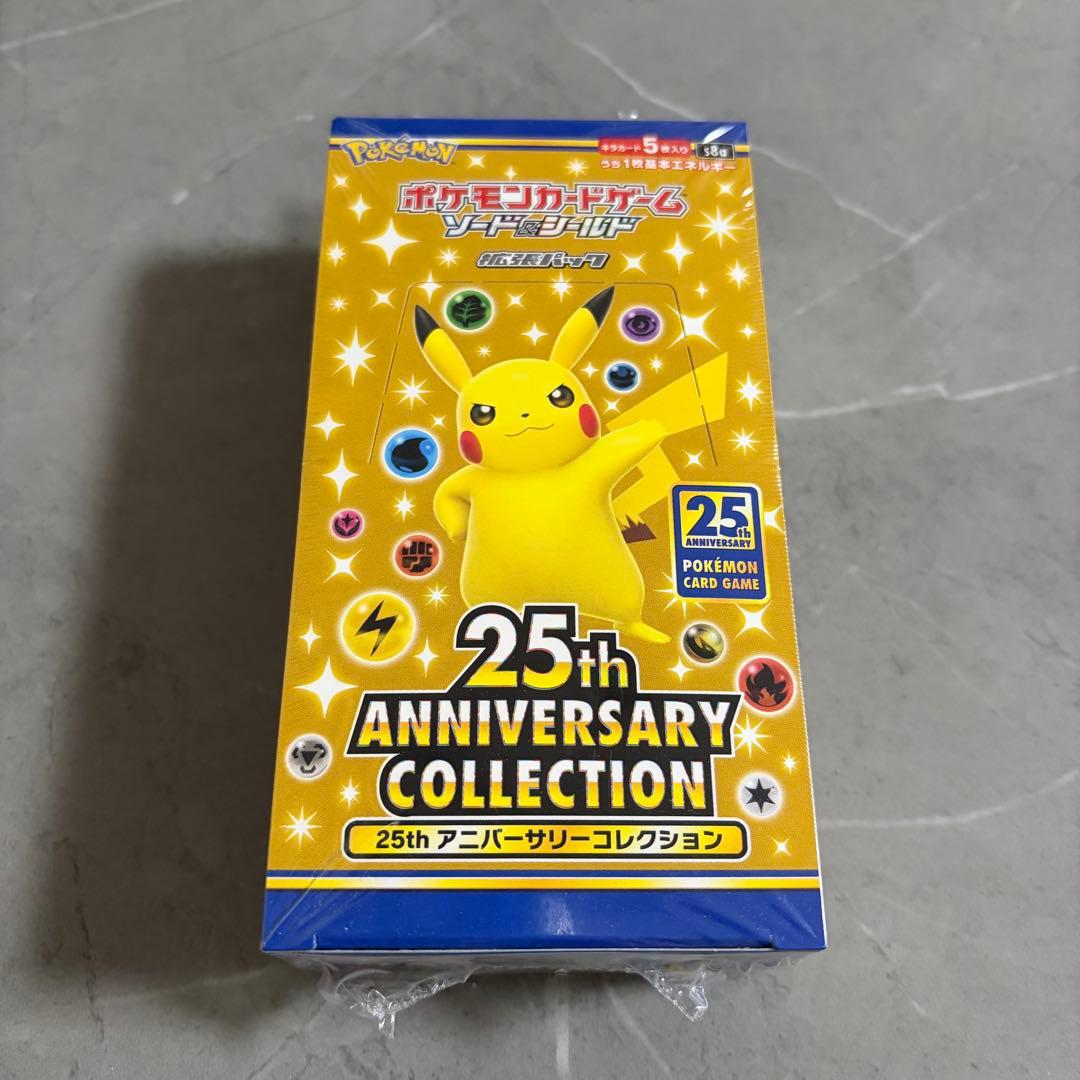 POKÉMON
キラカード5枚入り
s8a
うち1枚基本エネルギー
ポケモンカードゲーム
ソード&シールド
拡張パック
25th
ANNIVERSARY
POKÉMON
CARD GAME
25th
ANNIVERSARY
COLLECTION
25th アニバーサリーコレクション